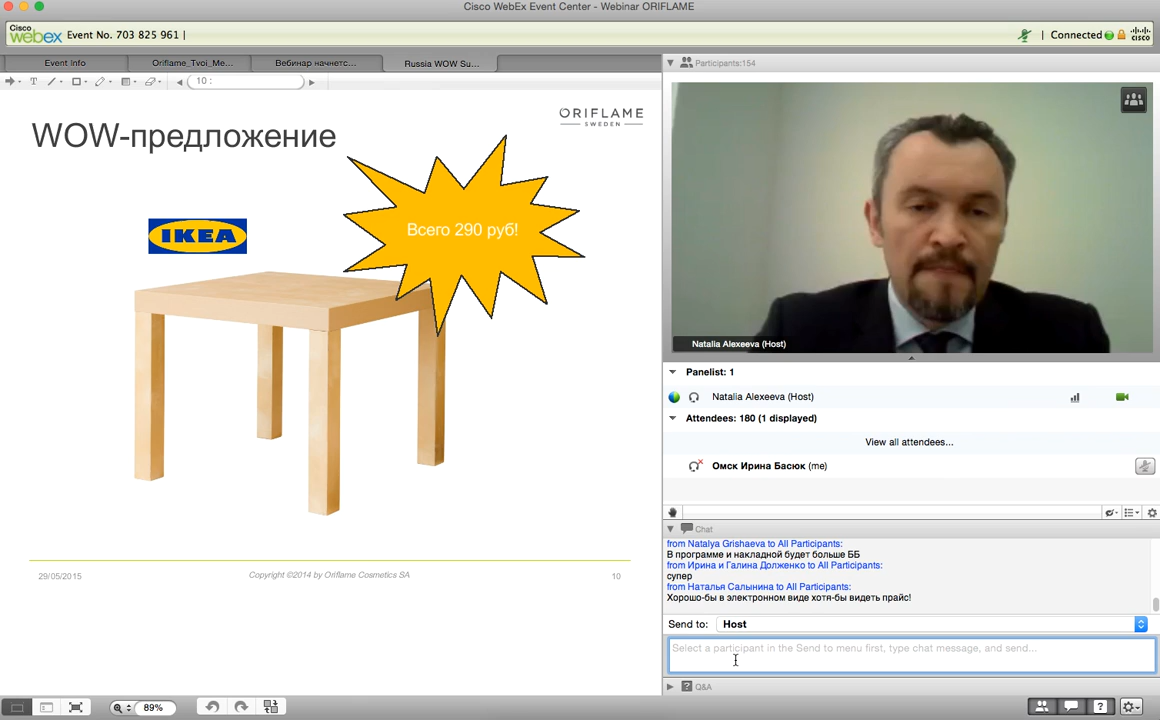 Cisco WebEx Event Center - Webinar ORIFLAME
Cisco webex Event No. 703 825 961 |
| Connected
CISCO
Event Info
Oriflame_Tvoi_Me...
Вебинар начнетс...
Russia WOW Su...
T
10 :
Participants:154
WOW-предложение
ORIFLAME
SWEDEN
Всего 290 руб!
IKEA
29/05/2015
Copyright ©2014 by Oriflame Cosmetics SA
10
Natalia Alexeeva (Host)
Panelist: 1
Natalia Alexeeva (Host)
Attendees: 180 (1 displayed)
View all attendees...
Омск Ирина Басюк (me)
Chat
from Natalya Grishaeva to All Participants:
В программе и накладной будет больше ББ
from Ирина и Галина Долженко to All Participants:
супер
from Наталья Салынина to All Participants:
Хорошо-бы в электронном виде хотя-бы видеть прайс!
Send to: Host
Select a participant in the Send to menu first, type chat message, and send...
Q&A
89%